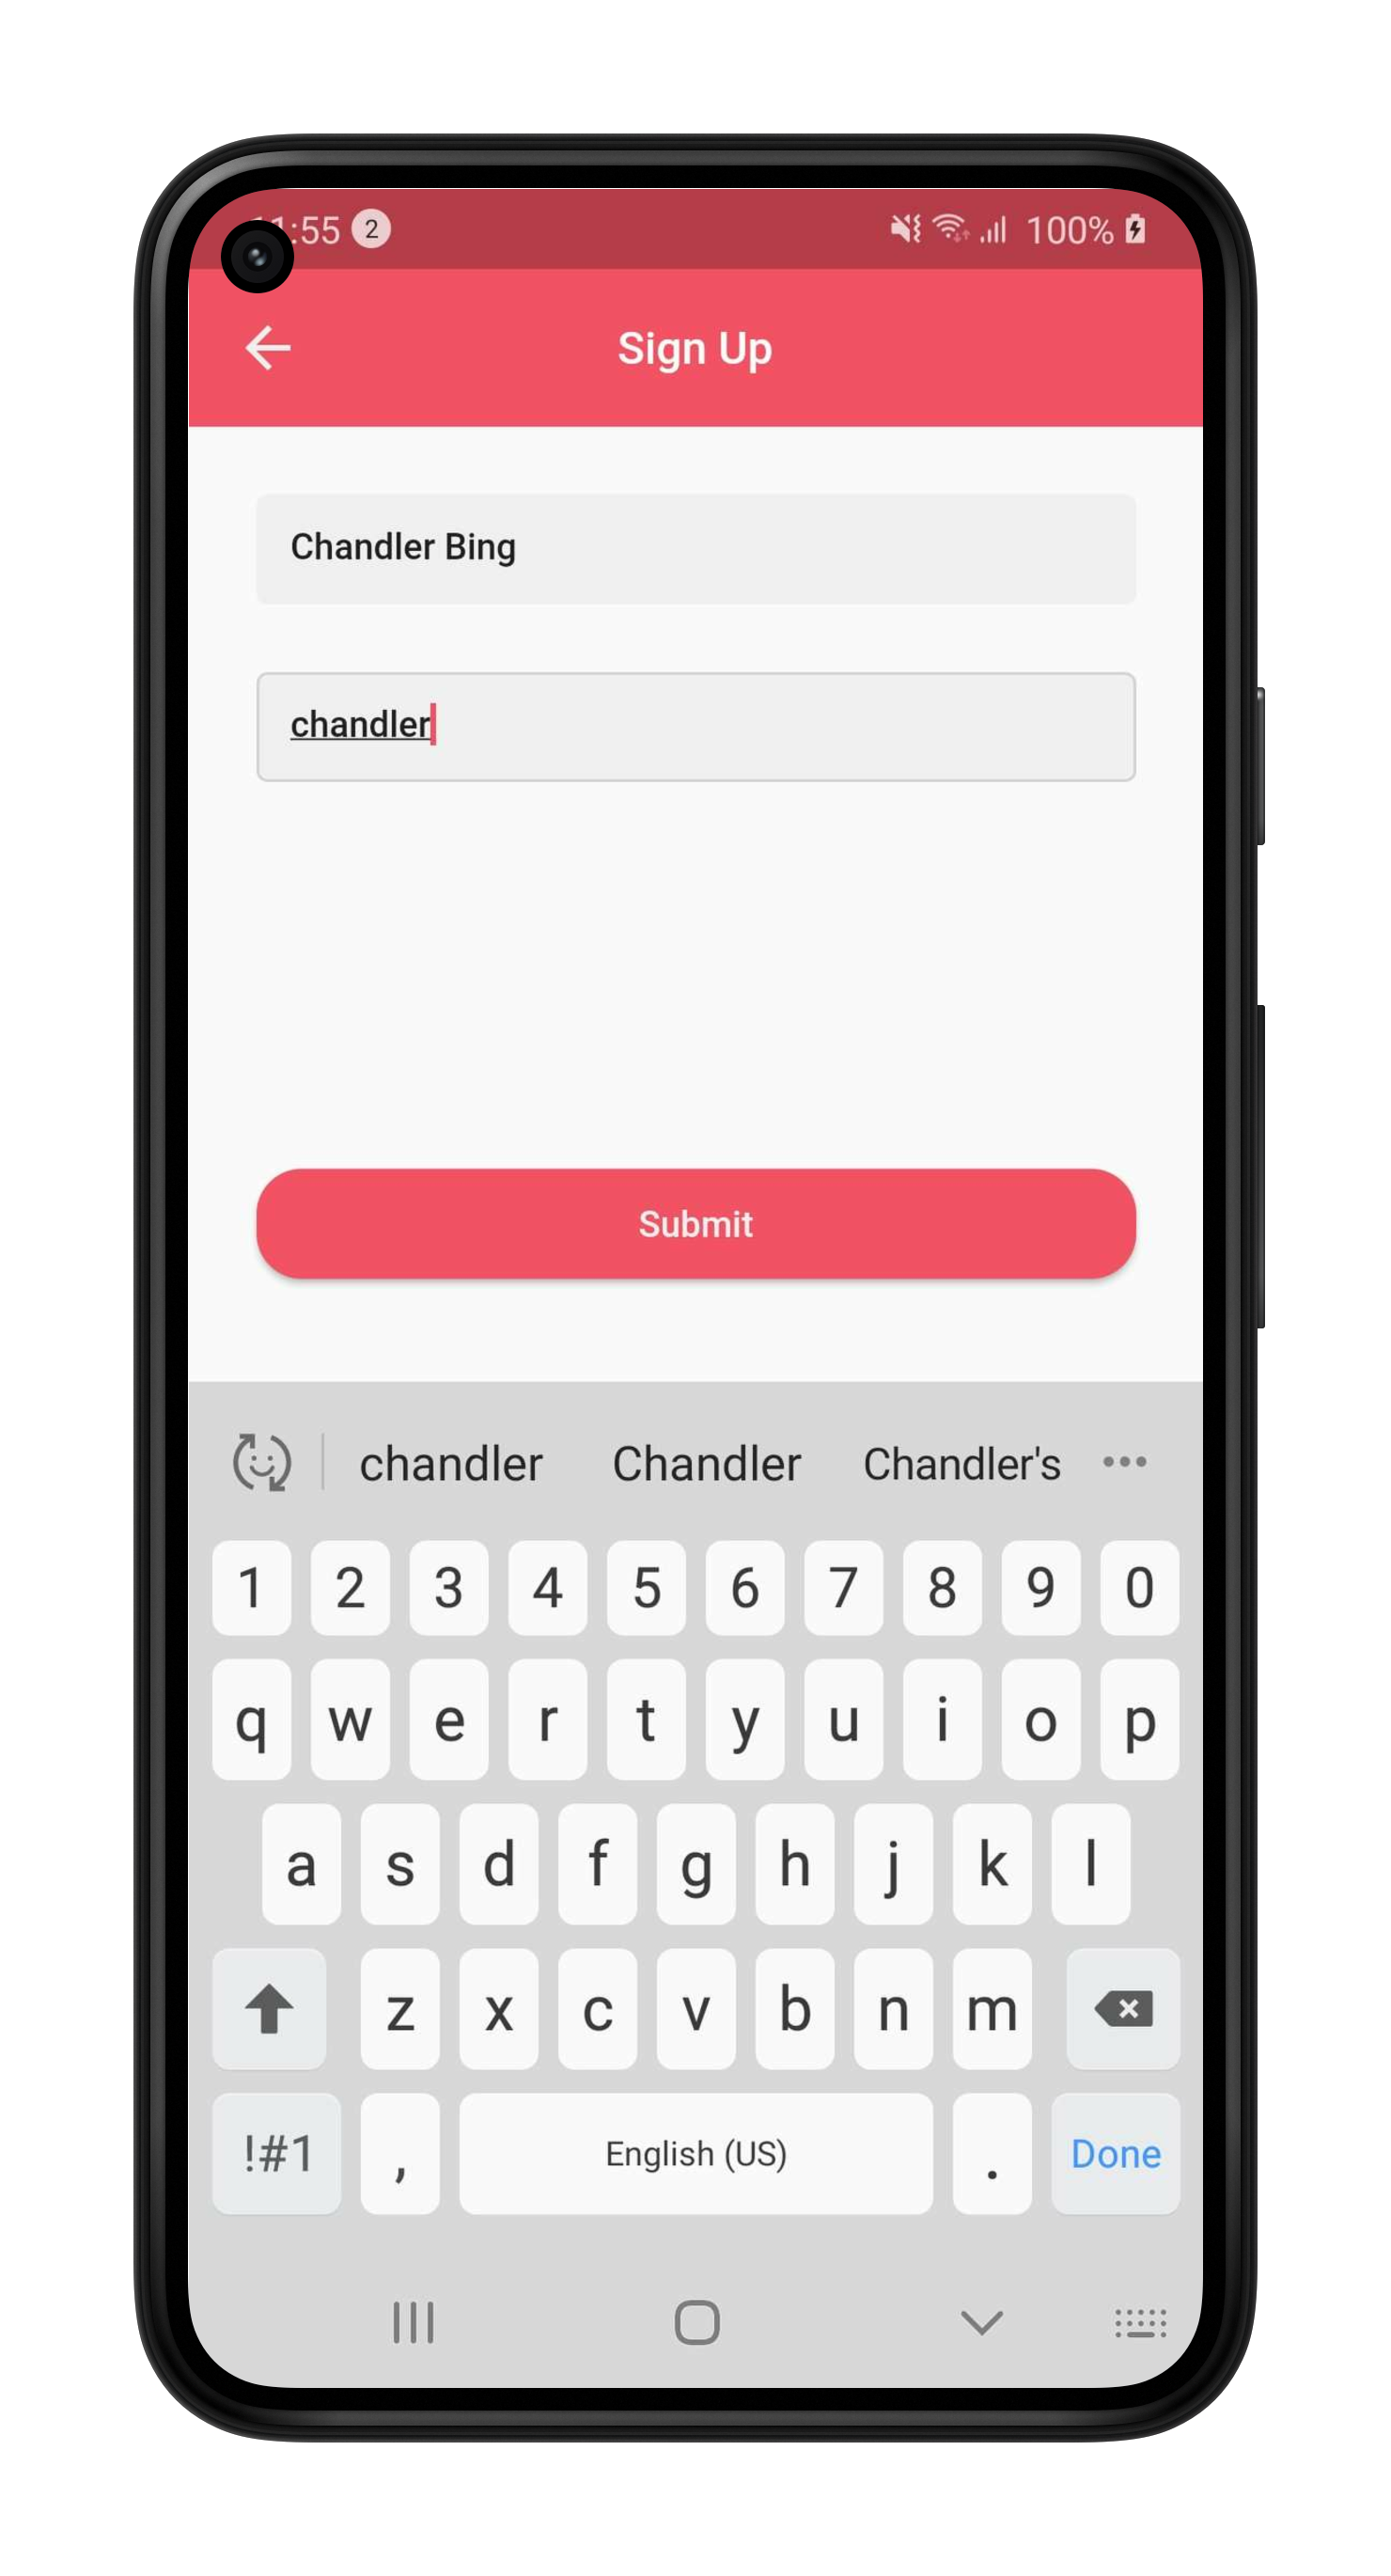 :55 2 100%
Sign Up
Chandler Bing
chandler
Submit
chandler Chandler Chandler's
1 2 3 4 5 6 7 8 9 0
q w e r t y u i o p
a s d f g h j k l
z x c v b n m
!#1 , English (US) . Done